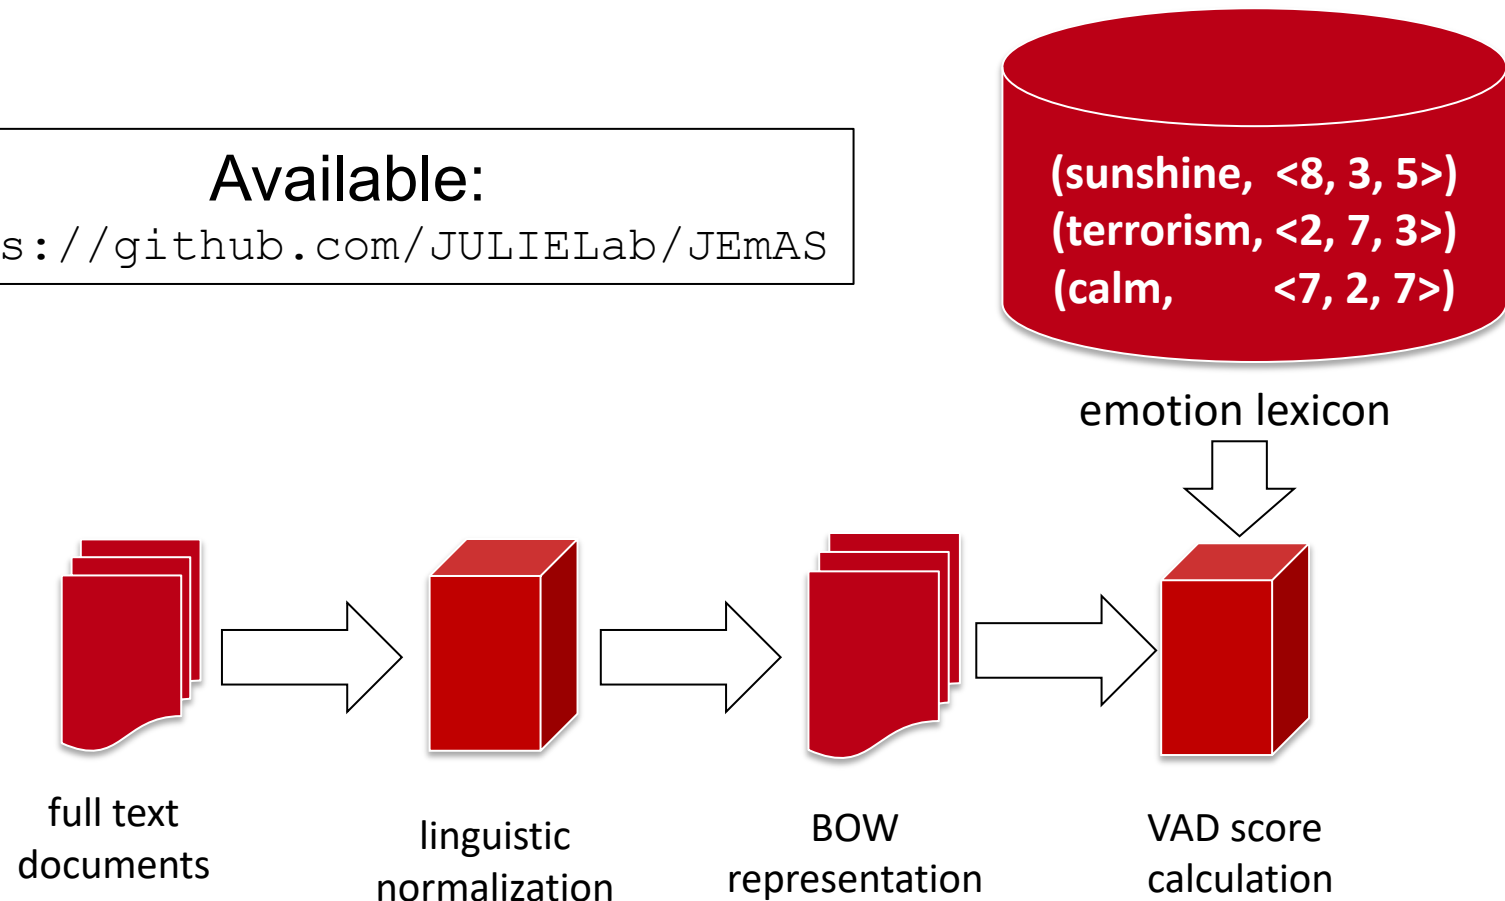 Available:
s://github.com/JULIELab/JEmAS
(sunshine, <8, 3, 5>)
(terrorism, <2, 7, 3>)
(calm, <7, 2, 7>)
emotion lexicon
full text
documents
linguistic
normalization
BOW
representation
VAD score
calculation